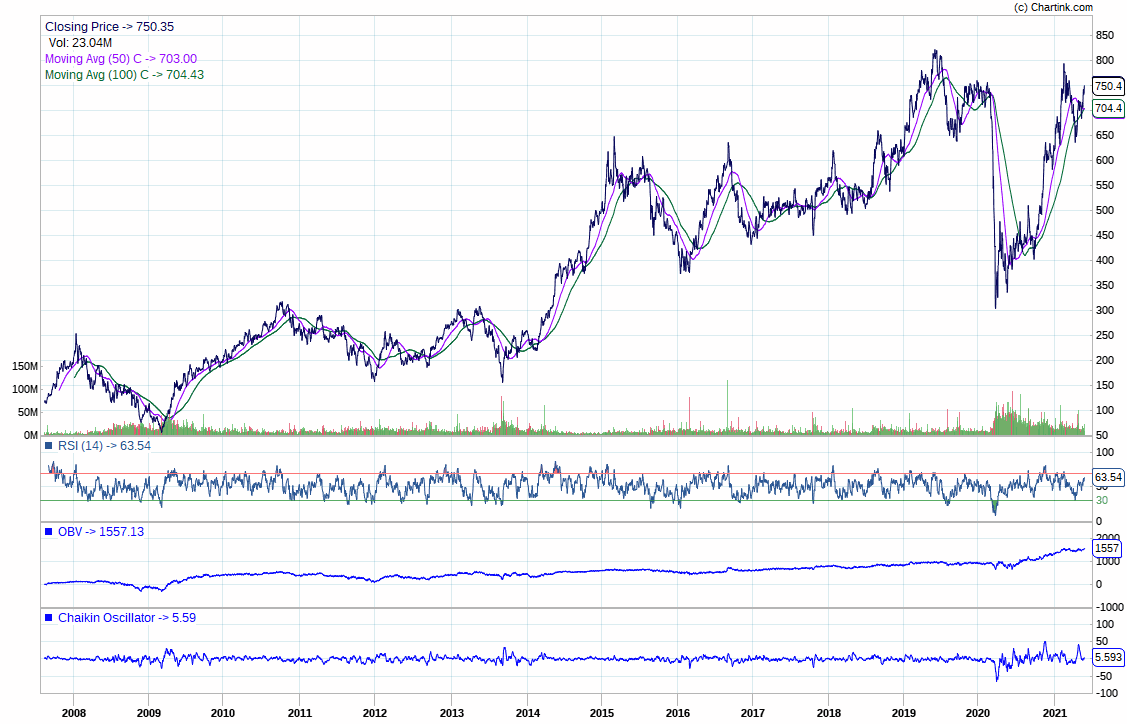 (c) Chartink.com
Closing Price -> 750.35
Vol: 23.04M
Moving Avg (50) C -> 703.00
Moving Avg (100) C -> 704.43
850
800
750.4
704.4
650
600
550
500
450
400
350
300
250
200
150
100
50
150M
100M
50M
0M
RSI (14) -> 63.54
100
63.54
30
0
OBV -> 1557.13
2000
1557
1000
0
-1000
Chaikin Oscillator -> 5.59
100
50
5.593
-50
-100
2008 2009 2010 2011 2012 2013 2014 2015 2016 2017 2018 2019 2020 2021